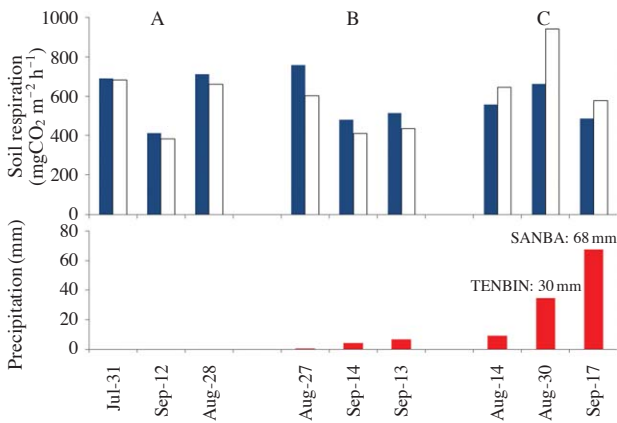 A B C
Soil respiration
(mgCO₂ m⁻² h⁻¹)
1000
800
600
400
200
0
Precipitation (mm)
80
60
40
20
0
SANBA: 68 mm
TENBIN: 30 mm
Jul-31
Sep-12
Aug-28
Aug-27
Sep-14
Sep-13
Aug-14
Aug-30
Sep-17